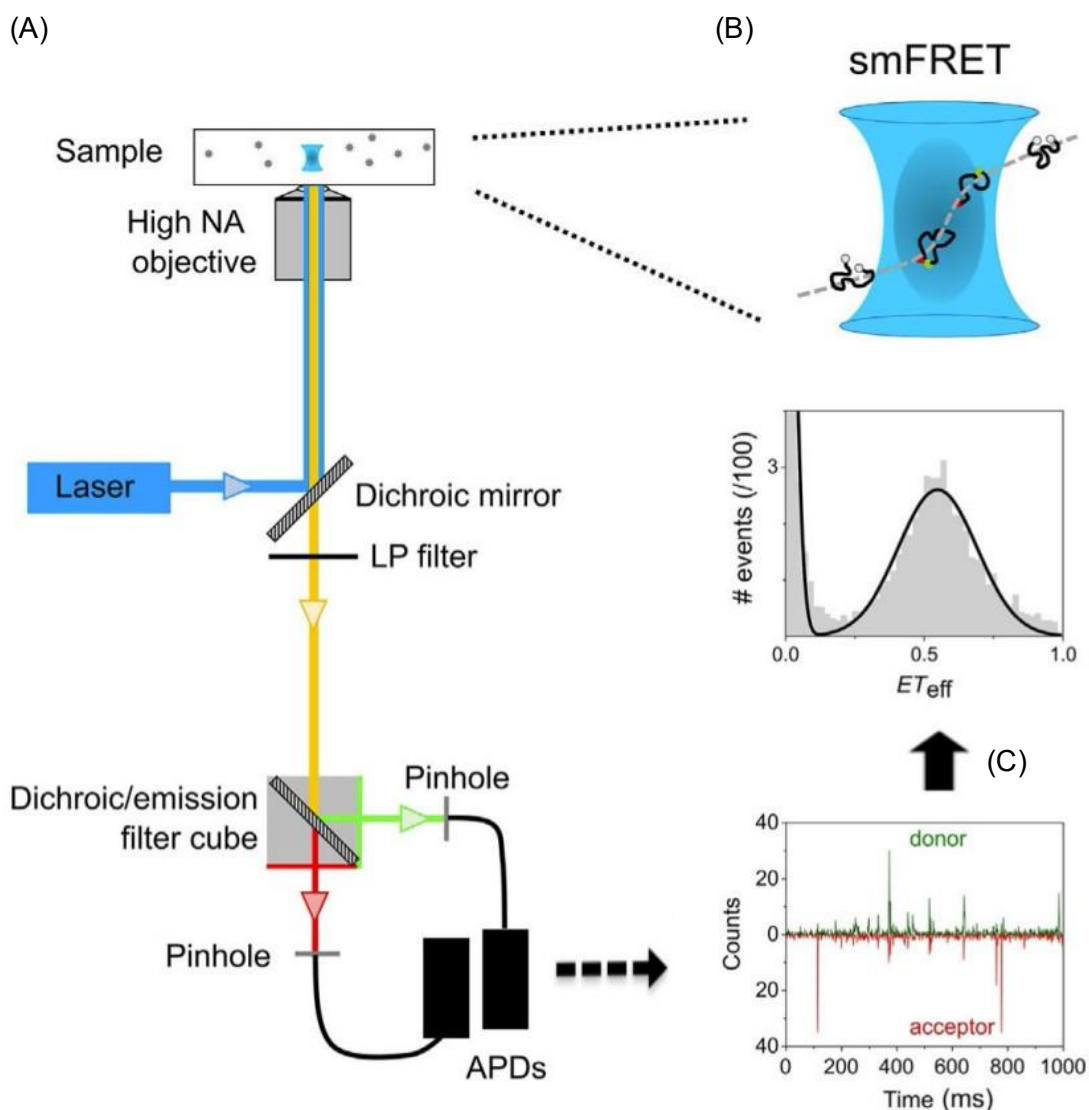 (A)
Sample
High NA
objective
Laser
Dichroic mirror
LP filter
Dichroic/emission
filter cube
Pinhole
Pinhole
APDs
(B)
smFRET
3
# events (/100)
0.0 0.5 1.0
ETeff
(C)
40
20
0
20
40
Counts
donor
acceptor
0 200 400 600 800 1000
Time (ms)